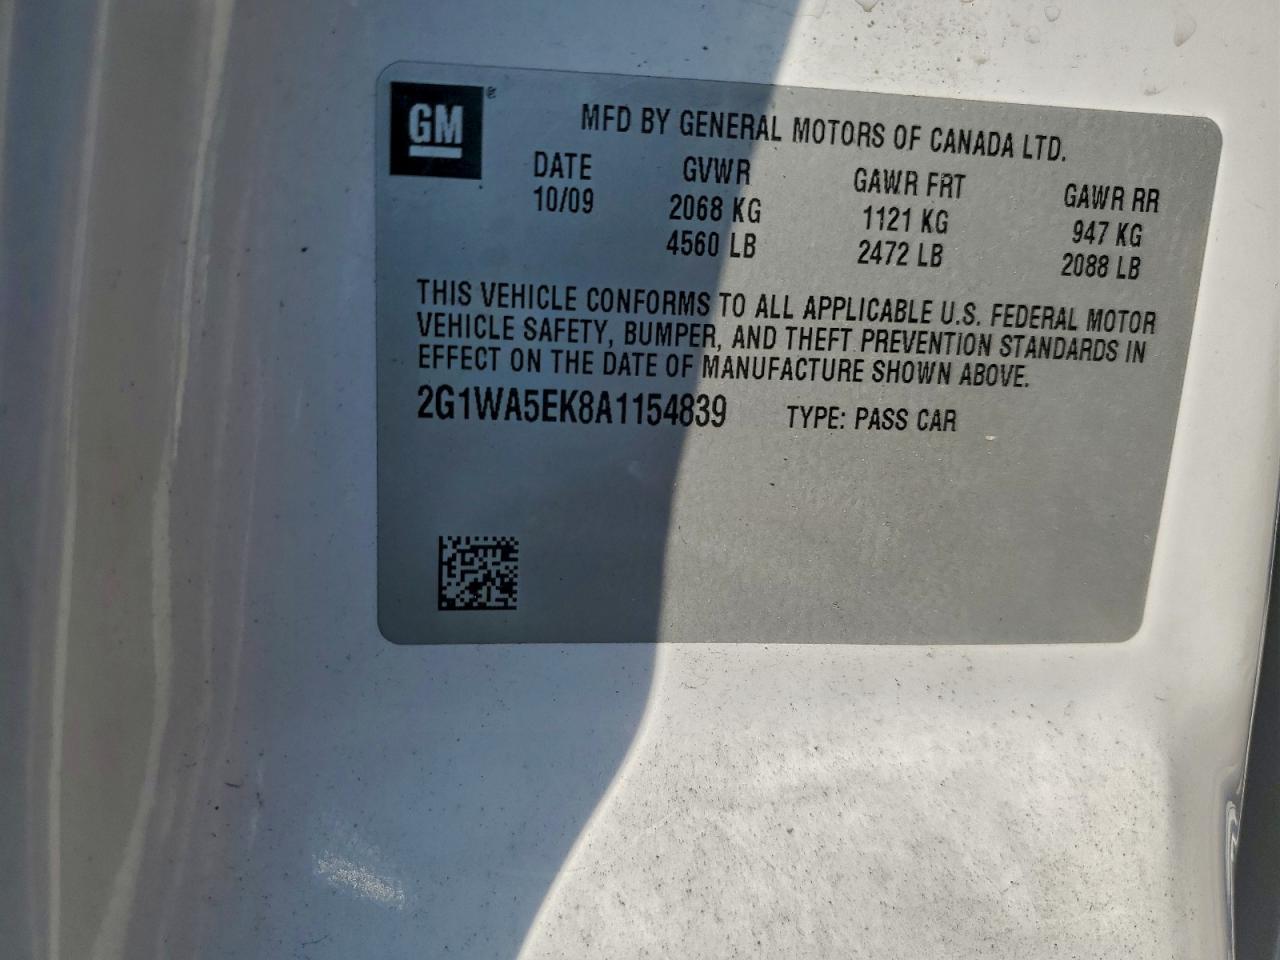 GM®
MFD BY GENERAL MOTORS OF CANADA LTD.
DATE GVWR GAWR FRT GAWR RR
10/09 2068 KG 1121 KG 947 KG
4560 LB 2472 LB 2088 LB
THIS VEHICLE CONFORMS TO ALL APPLICABLE U.S. FEDERAL MOTOR
VEHICLE SAFETY, BUMPER, AND THEFT PREVENTION STANDARDS IN
EFFECT ON THE DATE OF MANUFACTURE SHOWN ABOVE.
2G1WA5EK8A1154839 TYPE: PASS CAR